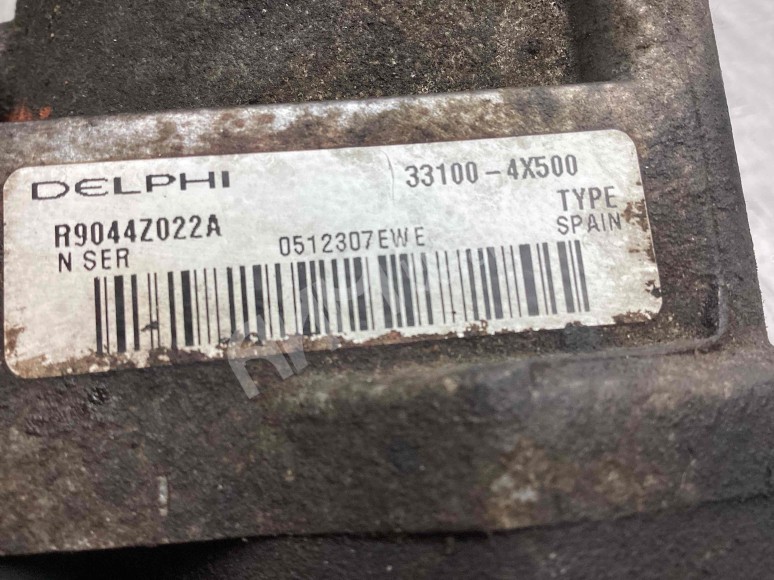 DELPHI 33100-4X500
R9044Z022A TYPE
N SER 0512307EWE SPAIN